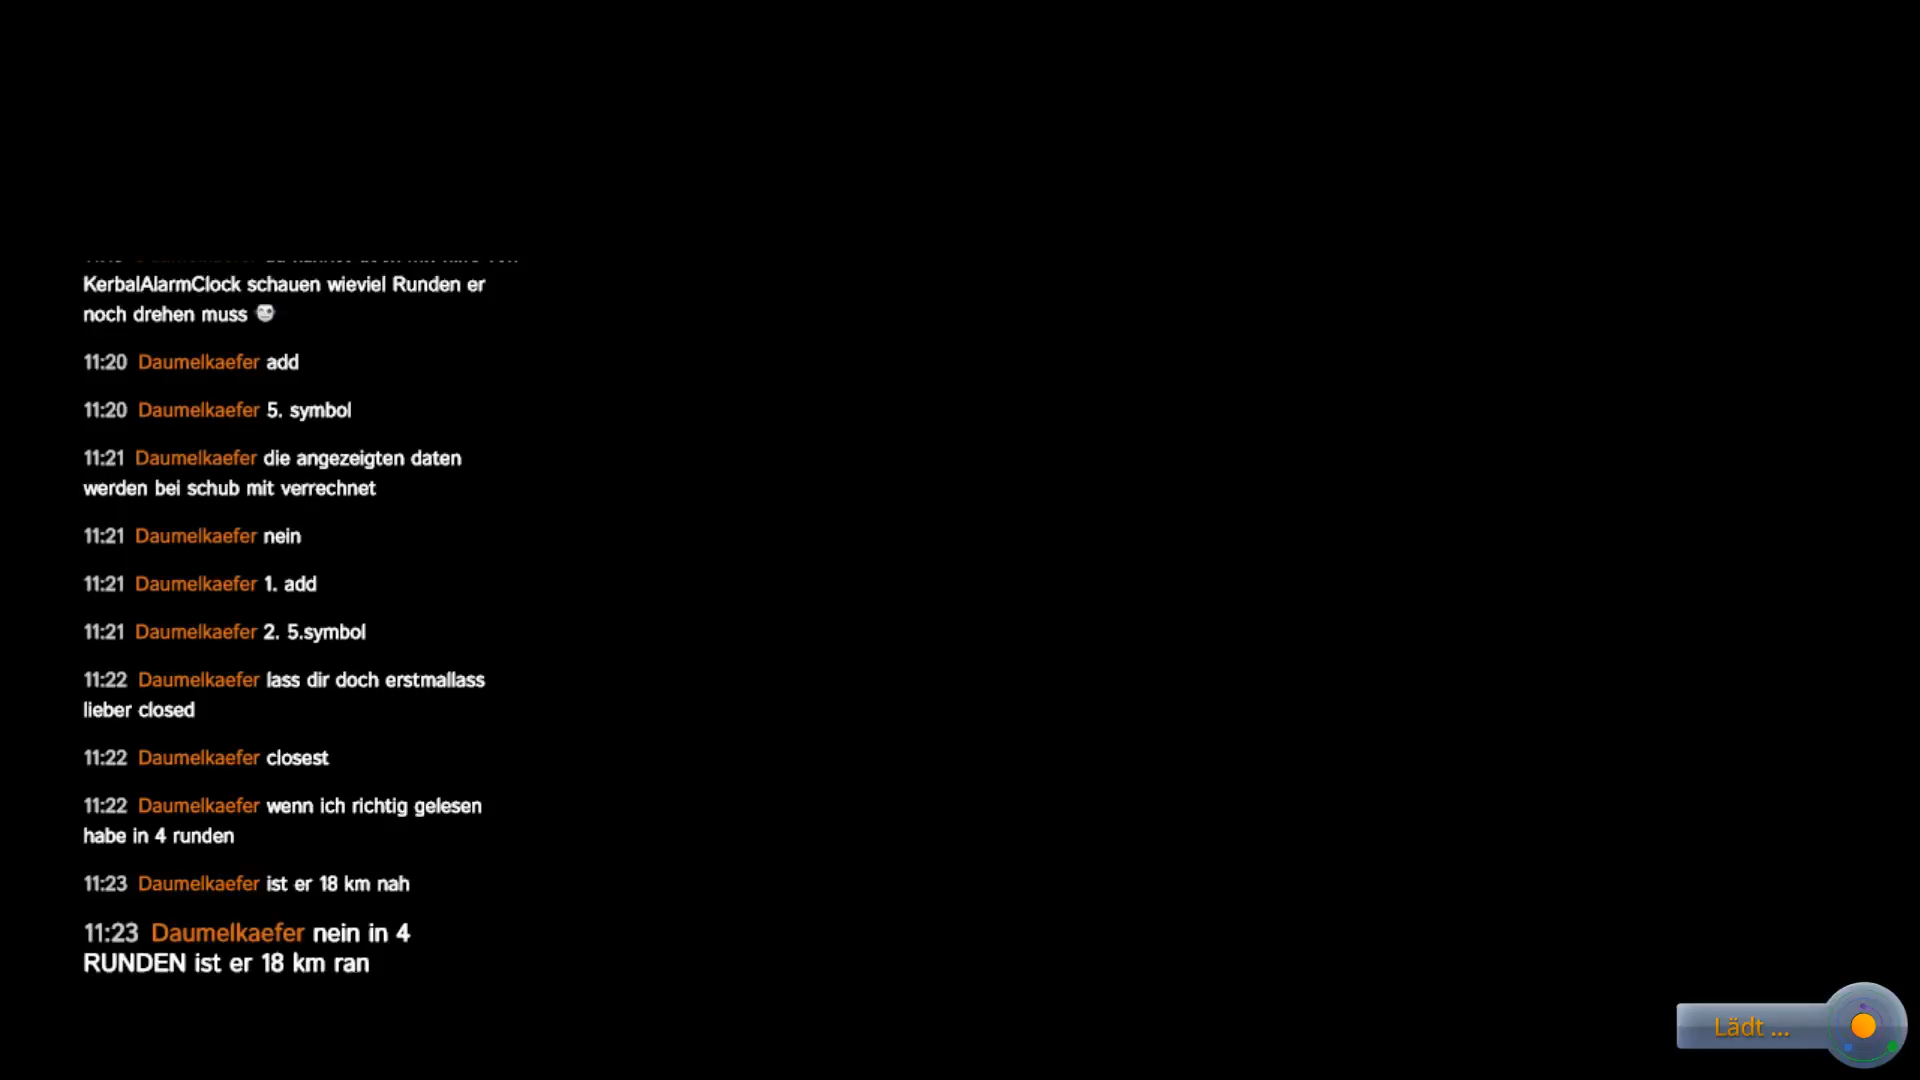 KerbalAlarmClock schauen wieviel Runden er
noch drehen muss
11:20 Daumelkaefer add
11:20 Daumelkaefer 5. symbol
11:21 Daumelkaefer die angezeigten daten
werden bei schub mit verrechnet
11:21 Daumelkaefer nein
11:21 Daumelkaefer 1. add
11:21 Daumelkaefer 2. 5.symbol
11:22 Daumelkaefer lass dir doch erstmallass
lieber closed
11:22 Daumelkaefer closest
11:22 Daumelkaefer wenn ich richtig gelesen
habe in 4 runden
11:23 Daumelkaefer ist er 18 km nah
11:23 Daumelkaefer nein in 4
RUNDEN ist er 18 km ran
Lädt ...